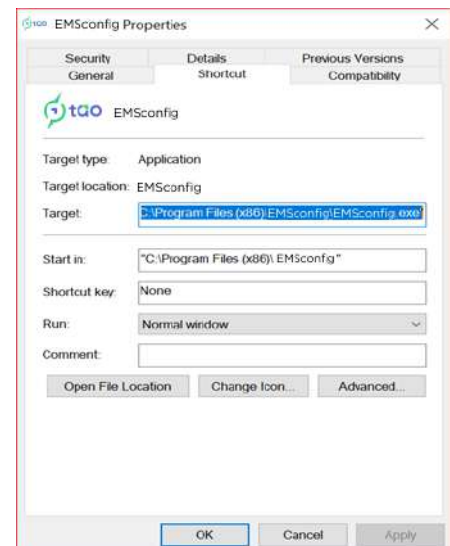 tao EMSconfig Properties
Security Details Previous Versions
General Shortcut Compatibility
tao EMSconfig
Target type: Application
Target location: EMSconfig
Target: C:\Program Files (x86)\EMSconfig\EMSconfig.exe"
Start in: "C:\Program Files (x86)\ EMSconfig"
Shortcut key: None
Run: Normal window
Comment:
Open File Location Change Icon... Advanced...
OK Cancel Apply